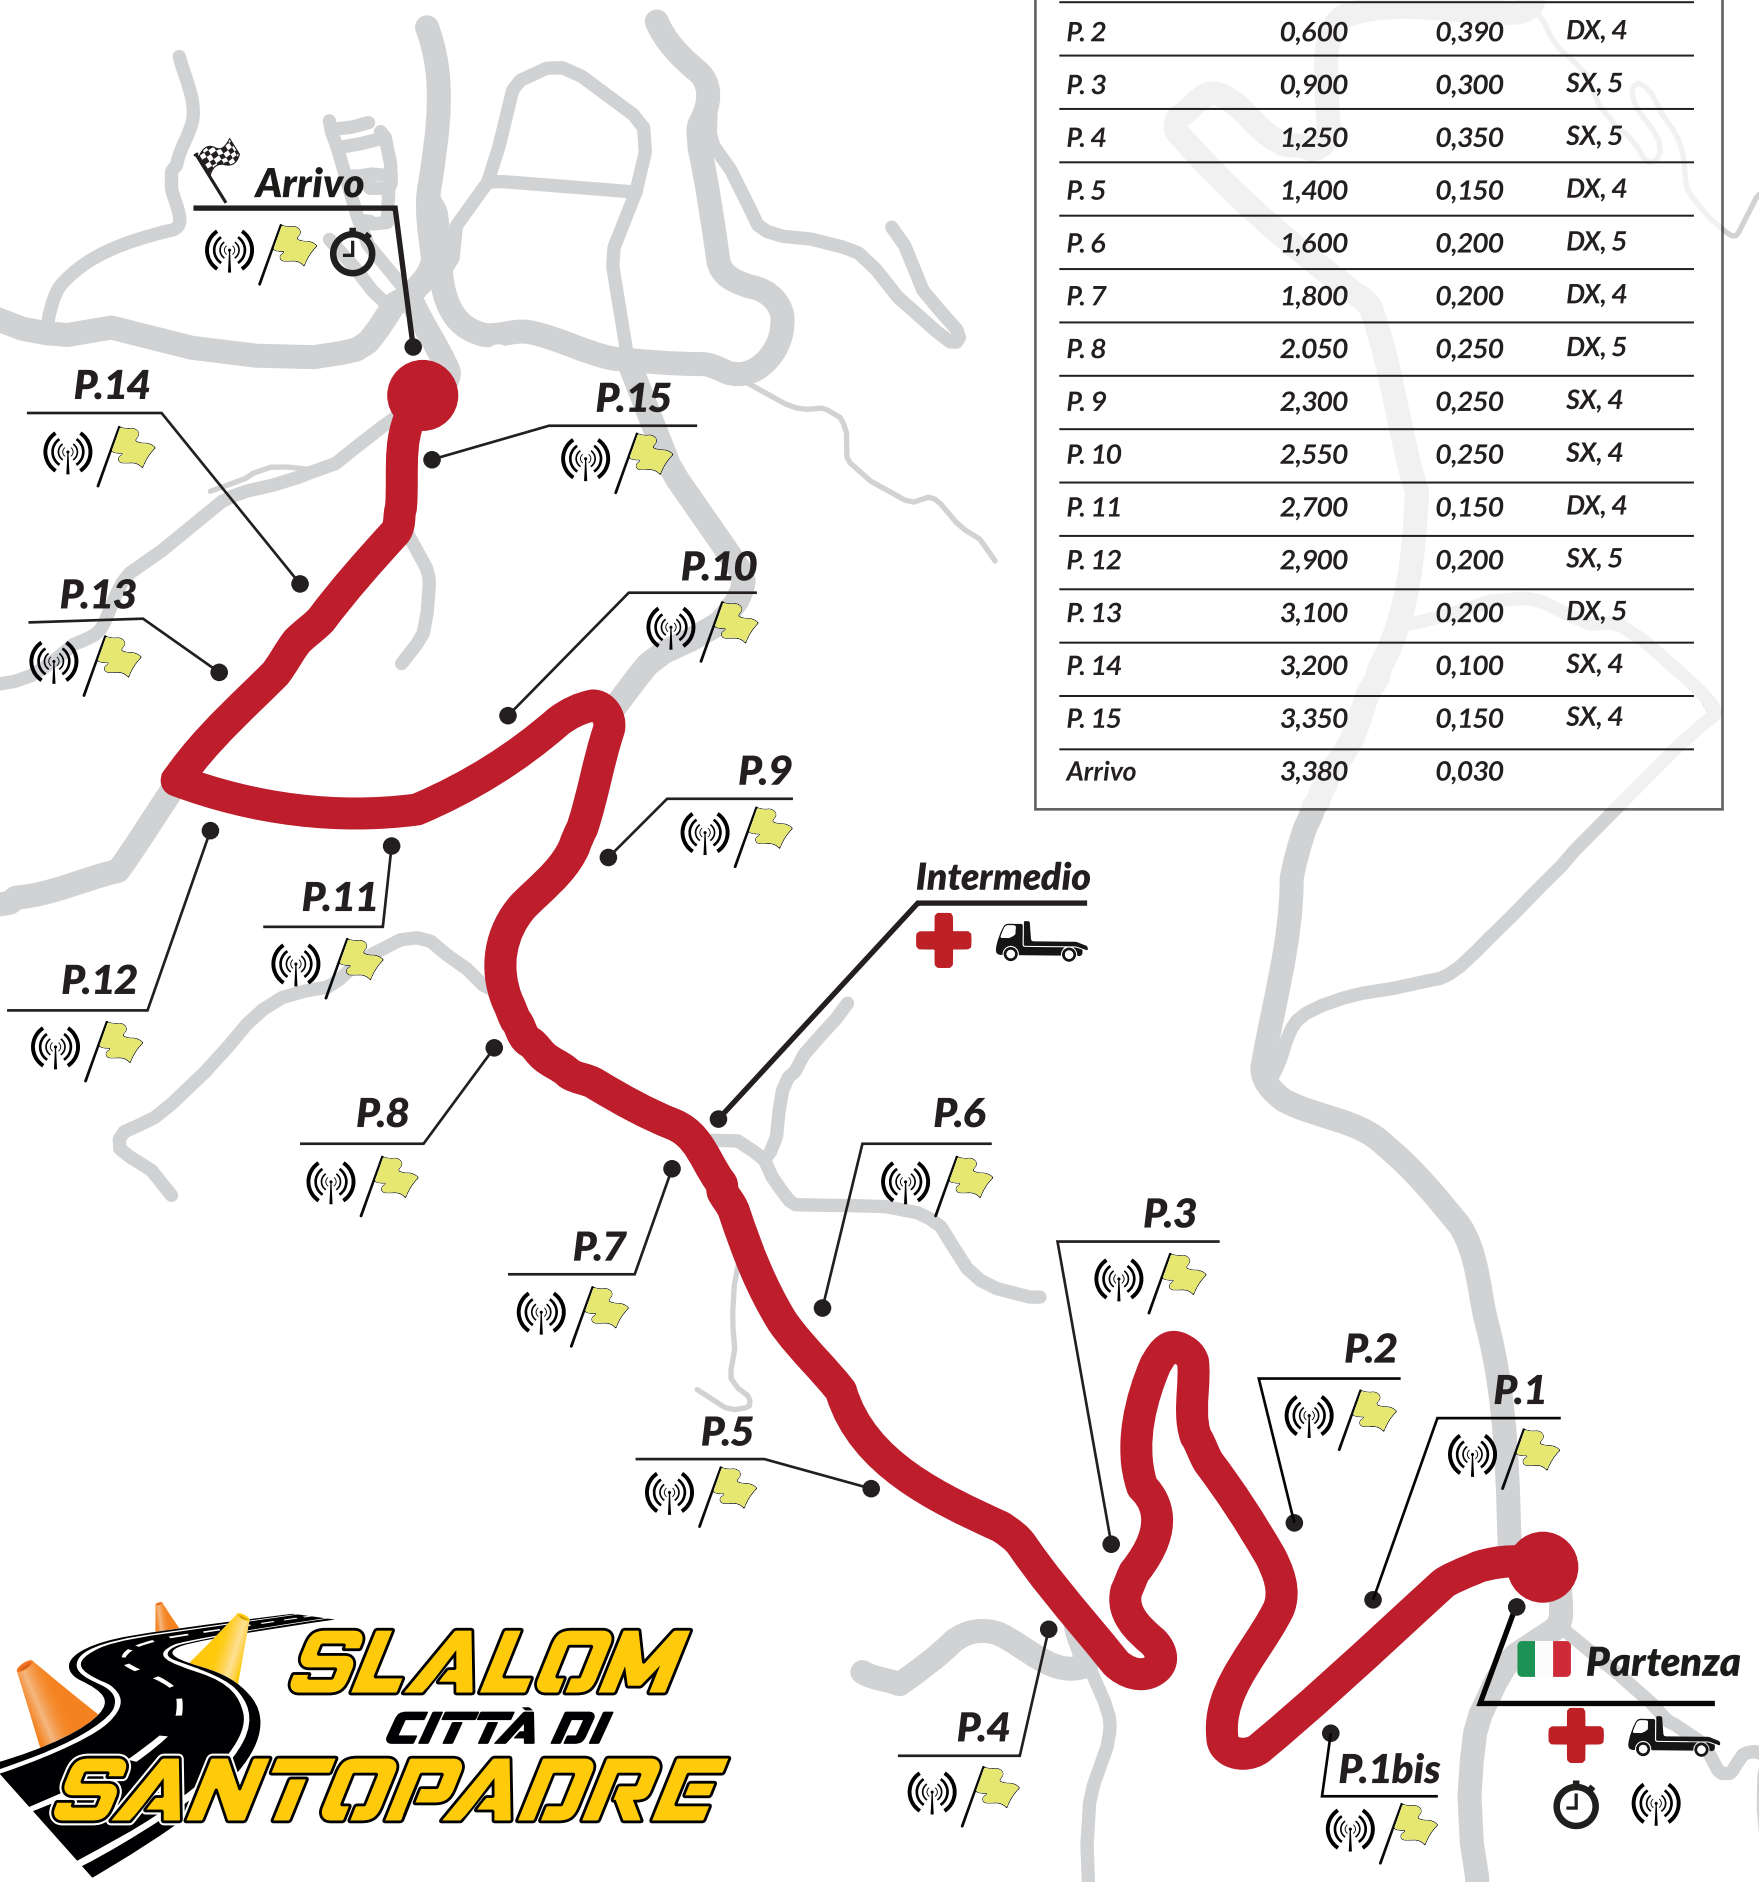 P. 2 0,600 0,390 DX, 4
P. 3 0,900 0,300 SX, 5
P. 4 1,250 0,350 SX, 5
P. 5 1,400 0,150 DX, 4
P. 6 1,600 0,200 DX, 5
P. 7 1,800 0,200 DX, 4
P. 8 2.050 0,250 DX, 5
P. 9 2,300 0,250 SX, 4
P. 10 2,550 0,250 SX, 4
P. 11 2,700 0,150 DX, 4
P. 12 2,900 0,200 SX, 5
P. 13 3,100 0,200 DX, 5
P. 14 3,200 0,100 SX, 4
P. 15 3,350 0,150 SX, 4
Arrivo 3,380 0,030
Arrivo
P.14
P.15
P.10
P.13
P.9
Intermedio
P.11
P.12
P.8
P.6
P.7
P.3
P.2
P.1
P.5
Partenza
P.4
P.1bis
SLALOM
CITTÀ DI
SANTOPADRE